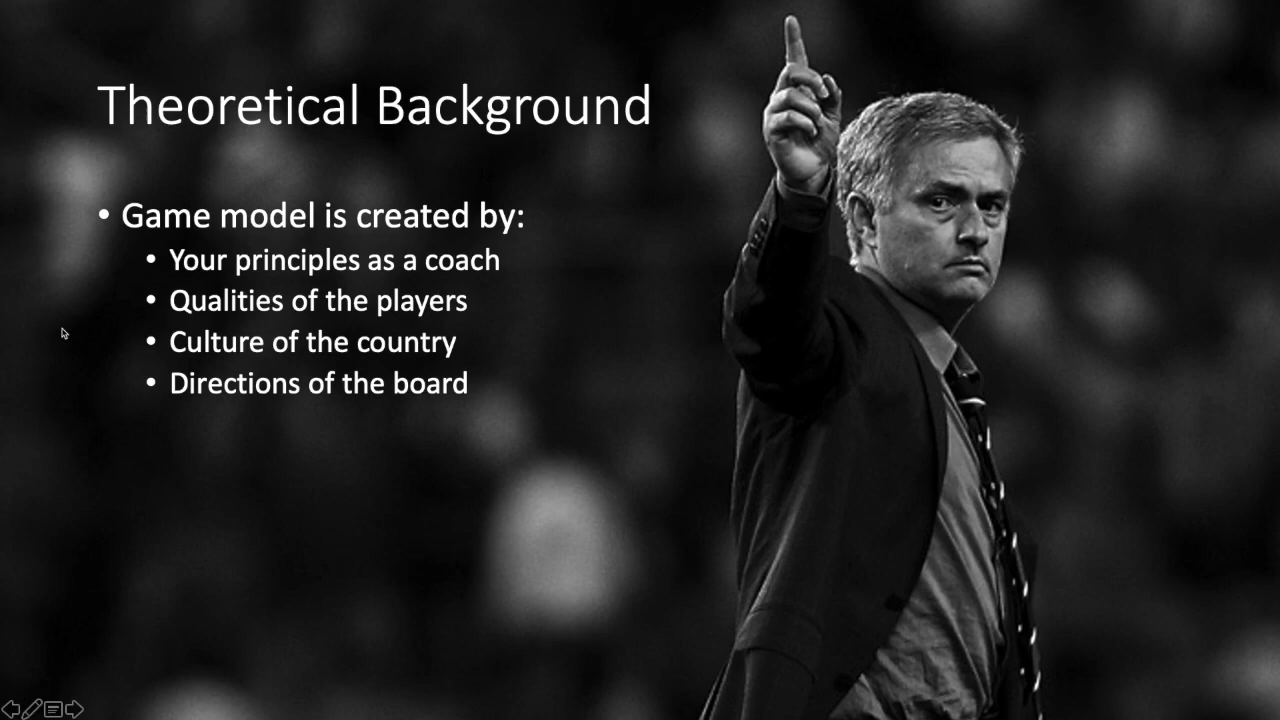 Theoretical Background
• Game model is created by:
• Your principles as a coach
• Qualities of the players
• Culture of the country
• Directions of the board